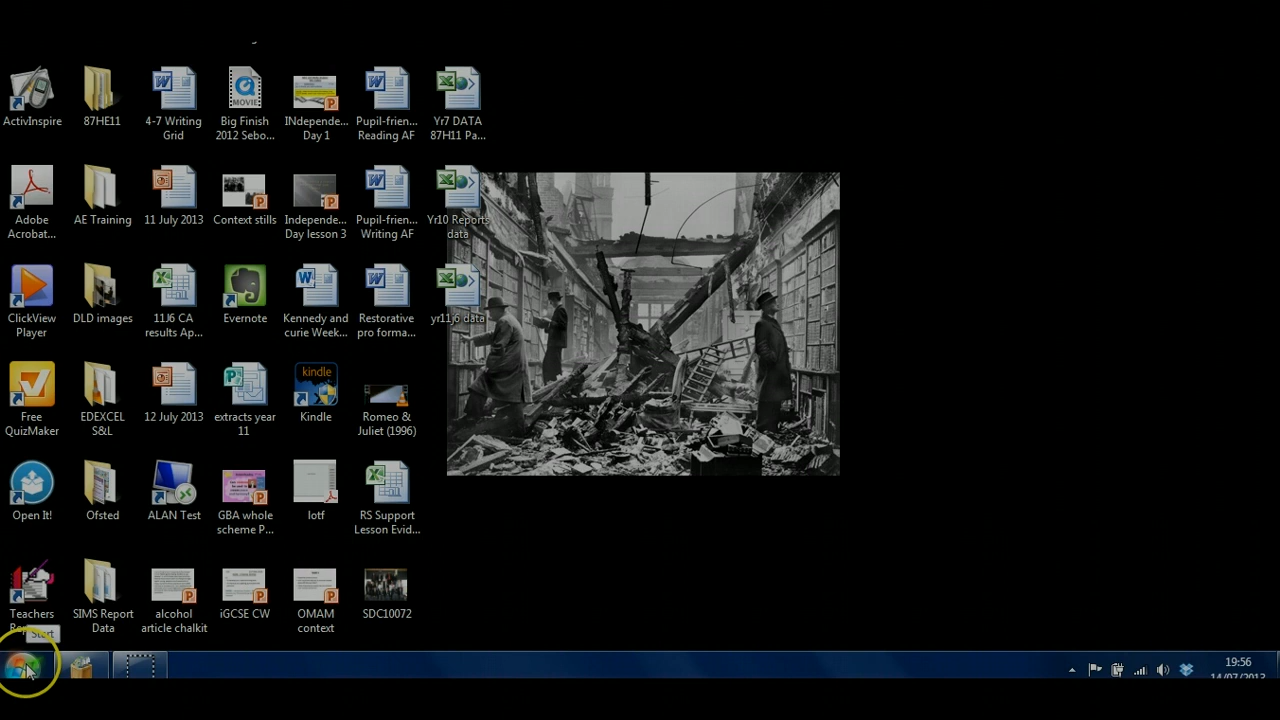 ActivInspire
87HE11
4-7 Writing
Grid
MOVIE
Big Finish
2012 Sebo...
INdepende...
Day 1
Pupil-frien...
Reading AF
Yr7 DATA
87H11 Pa...
Adobe
Acrobat...
AE Training
11 July 2013
Context stills
Independe...
Day lesson 3
Pupil-frien...
Writing AF
Yr10 Reports
data
ClickView
Player
DLD images
11J6 CA
results Ap...
Evernote
Kennedy and
curie Week...
Restorative
pro forma...
yr11j6 data
Free
QuizMaker
EDEXCEL
S&L
12 July 2013
extracts year
11
kindle
Kindle
Romeo &
Juliet (1996)
Open It!
Ofsted
ALAN Test
GBA whole
scheme P...
lotf
RS Support
Lesson Evid...
Teachers
SIMS Report
Data
alcohol
article chalkit
iGCSE CW
OMAM
context
SDC10072
Start
19:56
14/07/2013